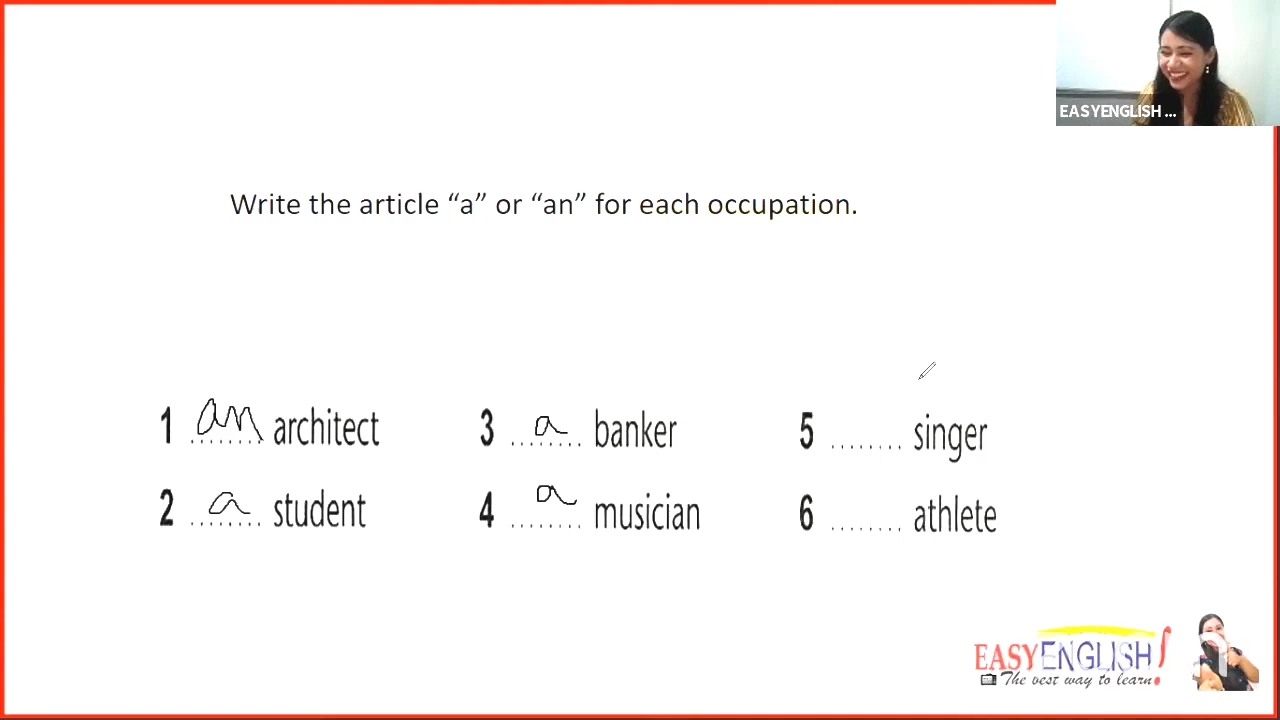 EASYENGLISH ...
Write the article “a” or “an” for each occupation.
1 an architect
2 a student
3 a banker
4 a musician
5 ........ singer
6 ........ athlete
EASYENGLISH!
The best way to learn!